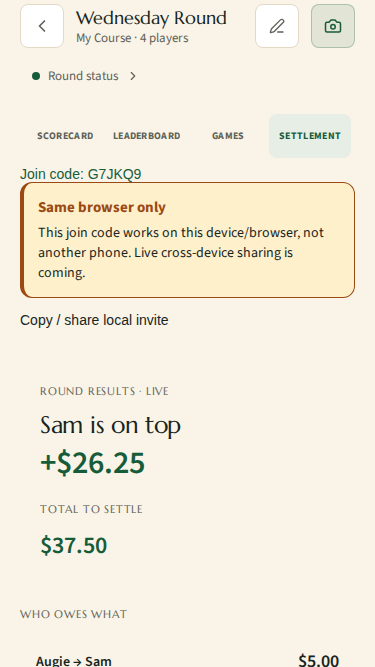 Wednesday Round
My Course · 4 players
Round status
SCORECARD LEADERBOARD GAMES SETTLEMENT
Join code: G7JKQ9
Same browser only
This join code works on this device/browser, not
another phone. Live cross-device sharing is
coming.
Copy / share local invite
ROUND RESULTS · LIVE
Sam is on top
+$26.25
TOTAL TO SETTLE
$37.50
WHO OWES WHAT
Augie → Sam $5.00